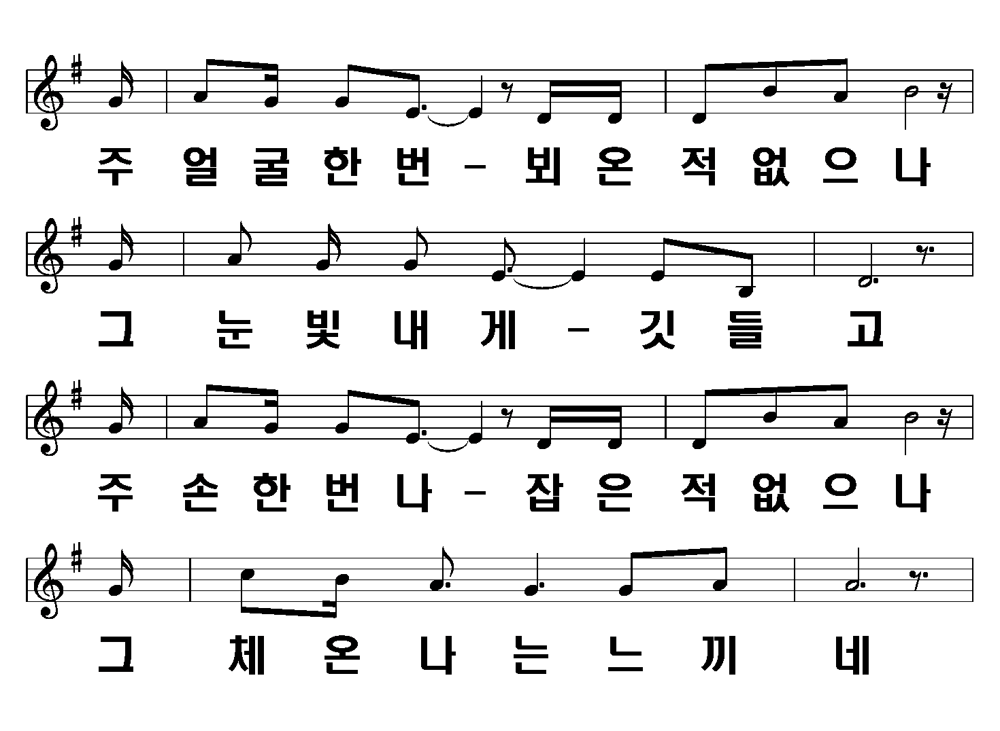 주 얼 굴 한 번 - 뵈 온 적 없 으 나
그 눈 빛 내 게 - 깃 들 고
주 손 한 번 나 - 잡 은 적 없 으 나
그 체 온 나 는 느 끼 네